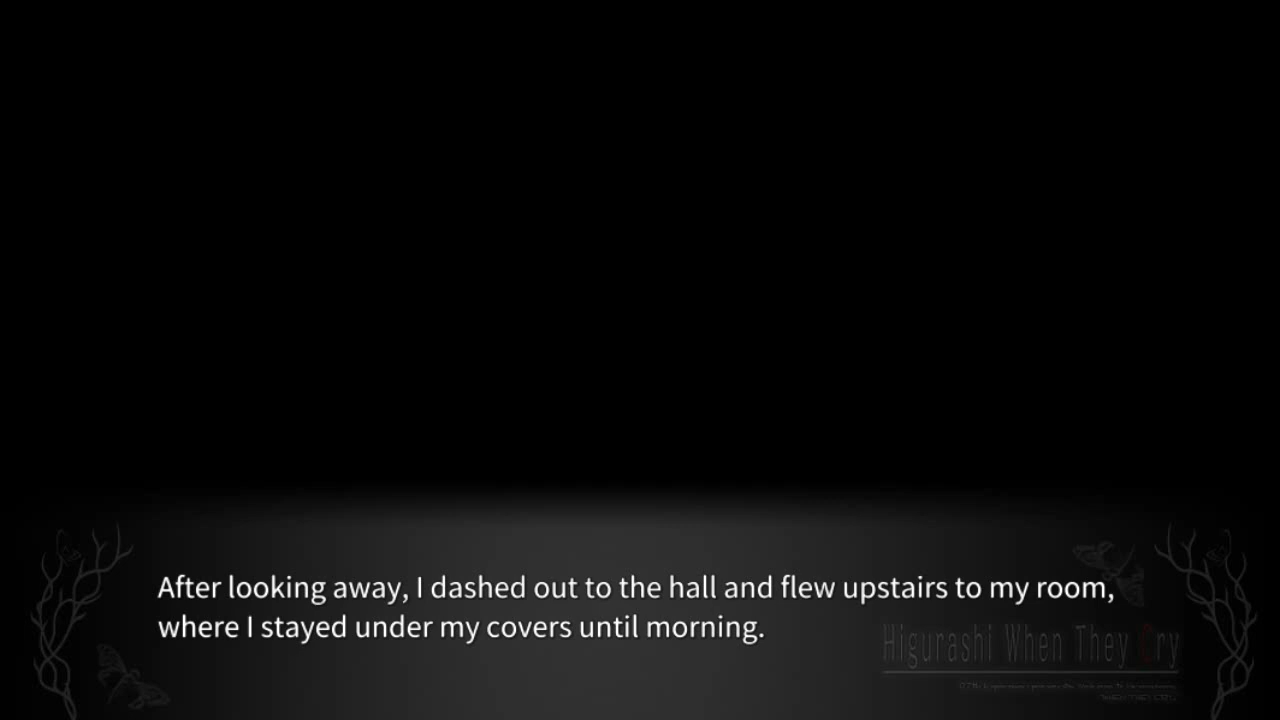 After looking away, I dashed out to the hall and flew upstairs to my room,
where I stayed under my covers until morning.
Higurashi When They Cry